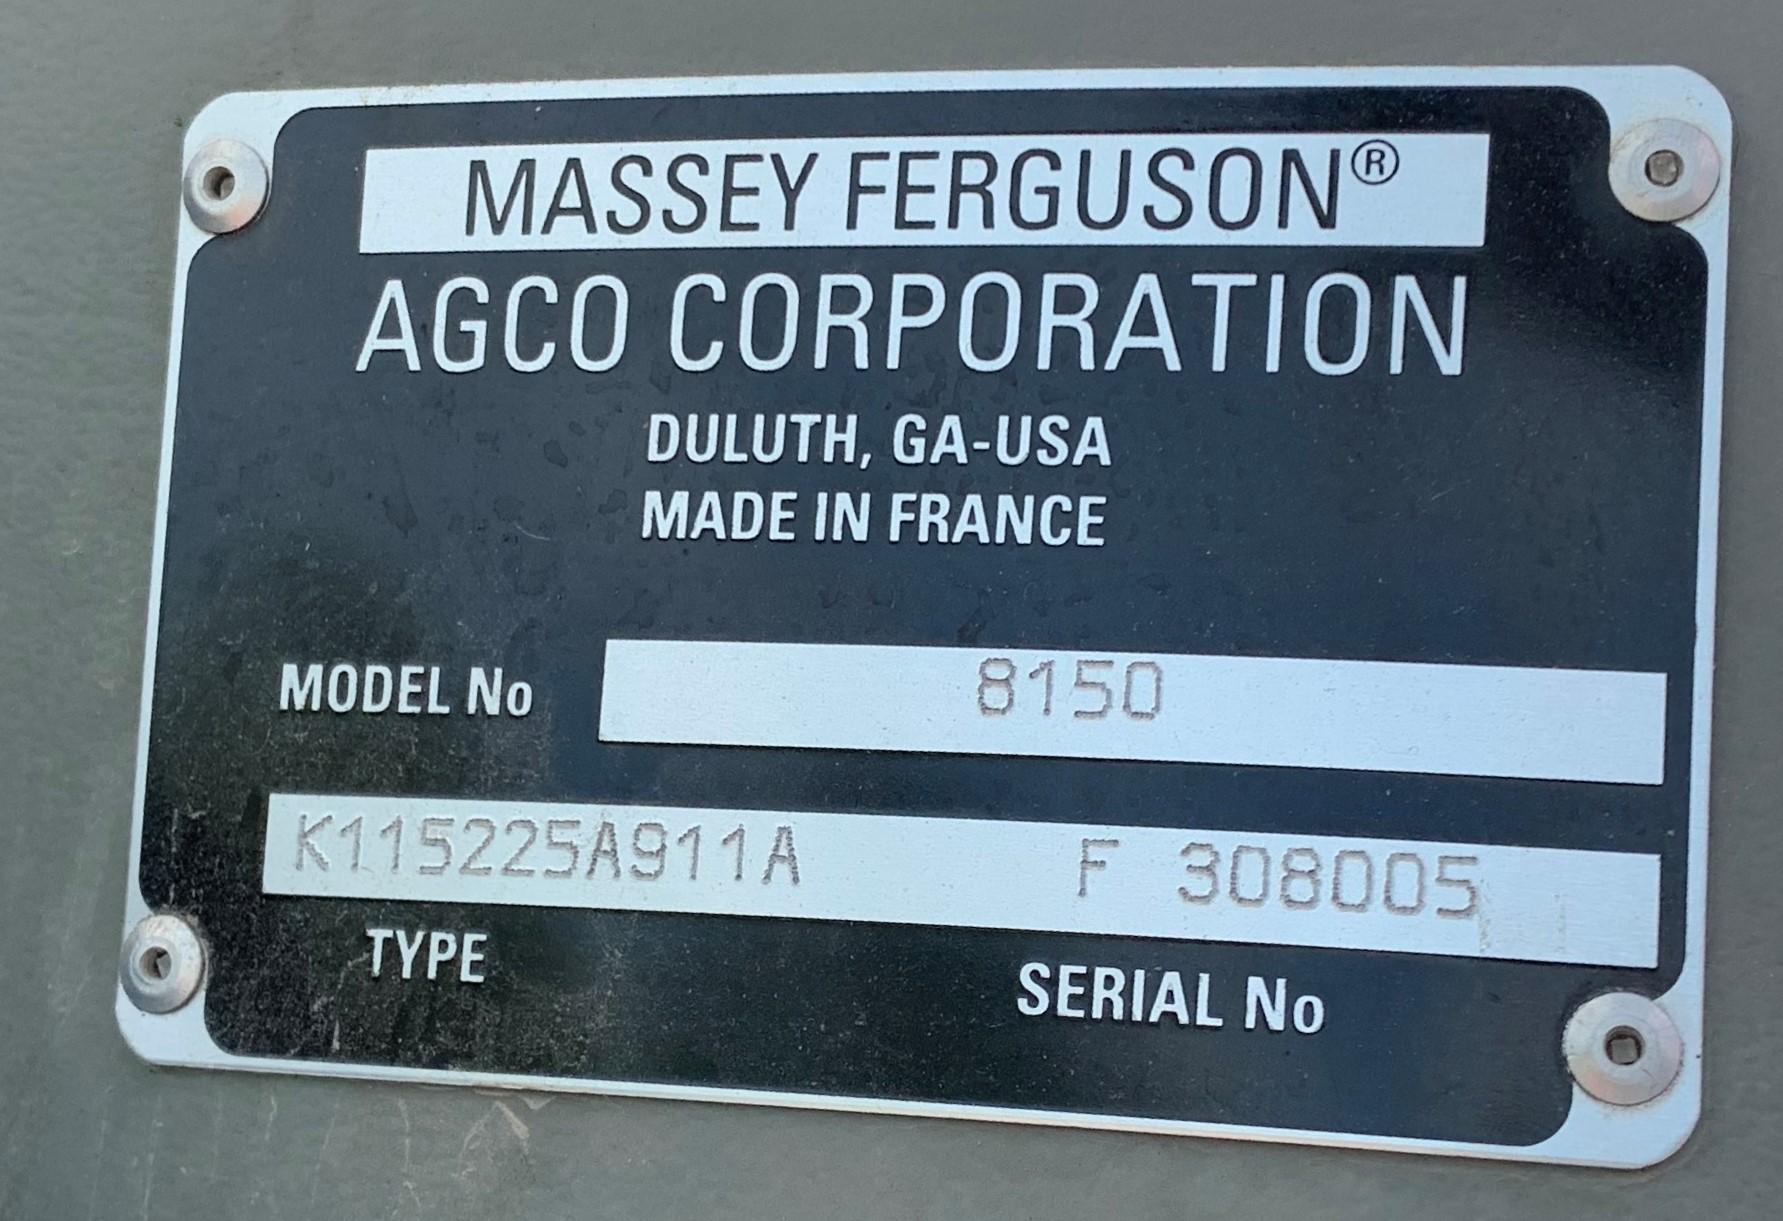 MASSEY FERGUSON®
AGCO CORPORATION
DULUTH, GA-USA
MADE IN FRANCE
MODEL No 8150
K115225A911A F 308005
TYPE SERIAL No